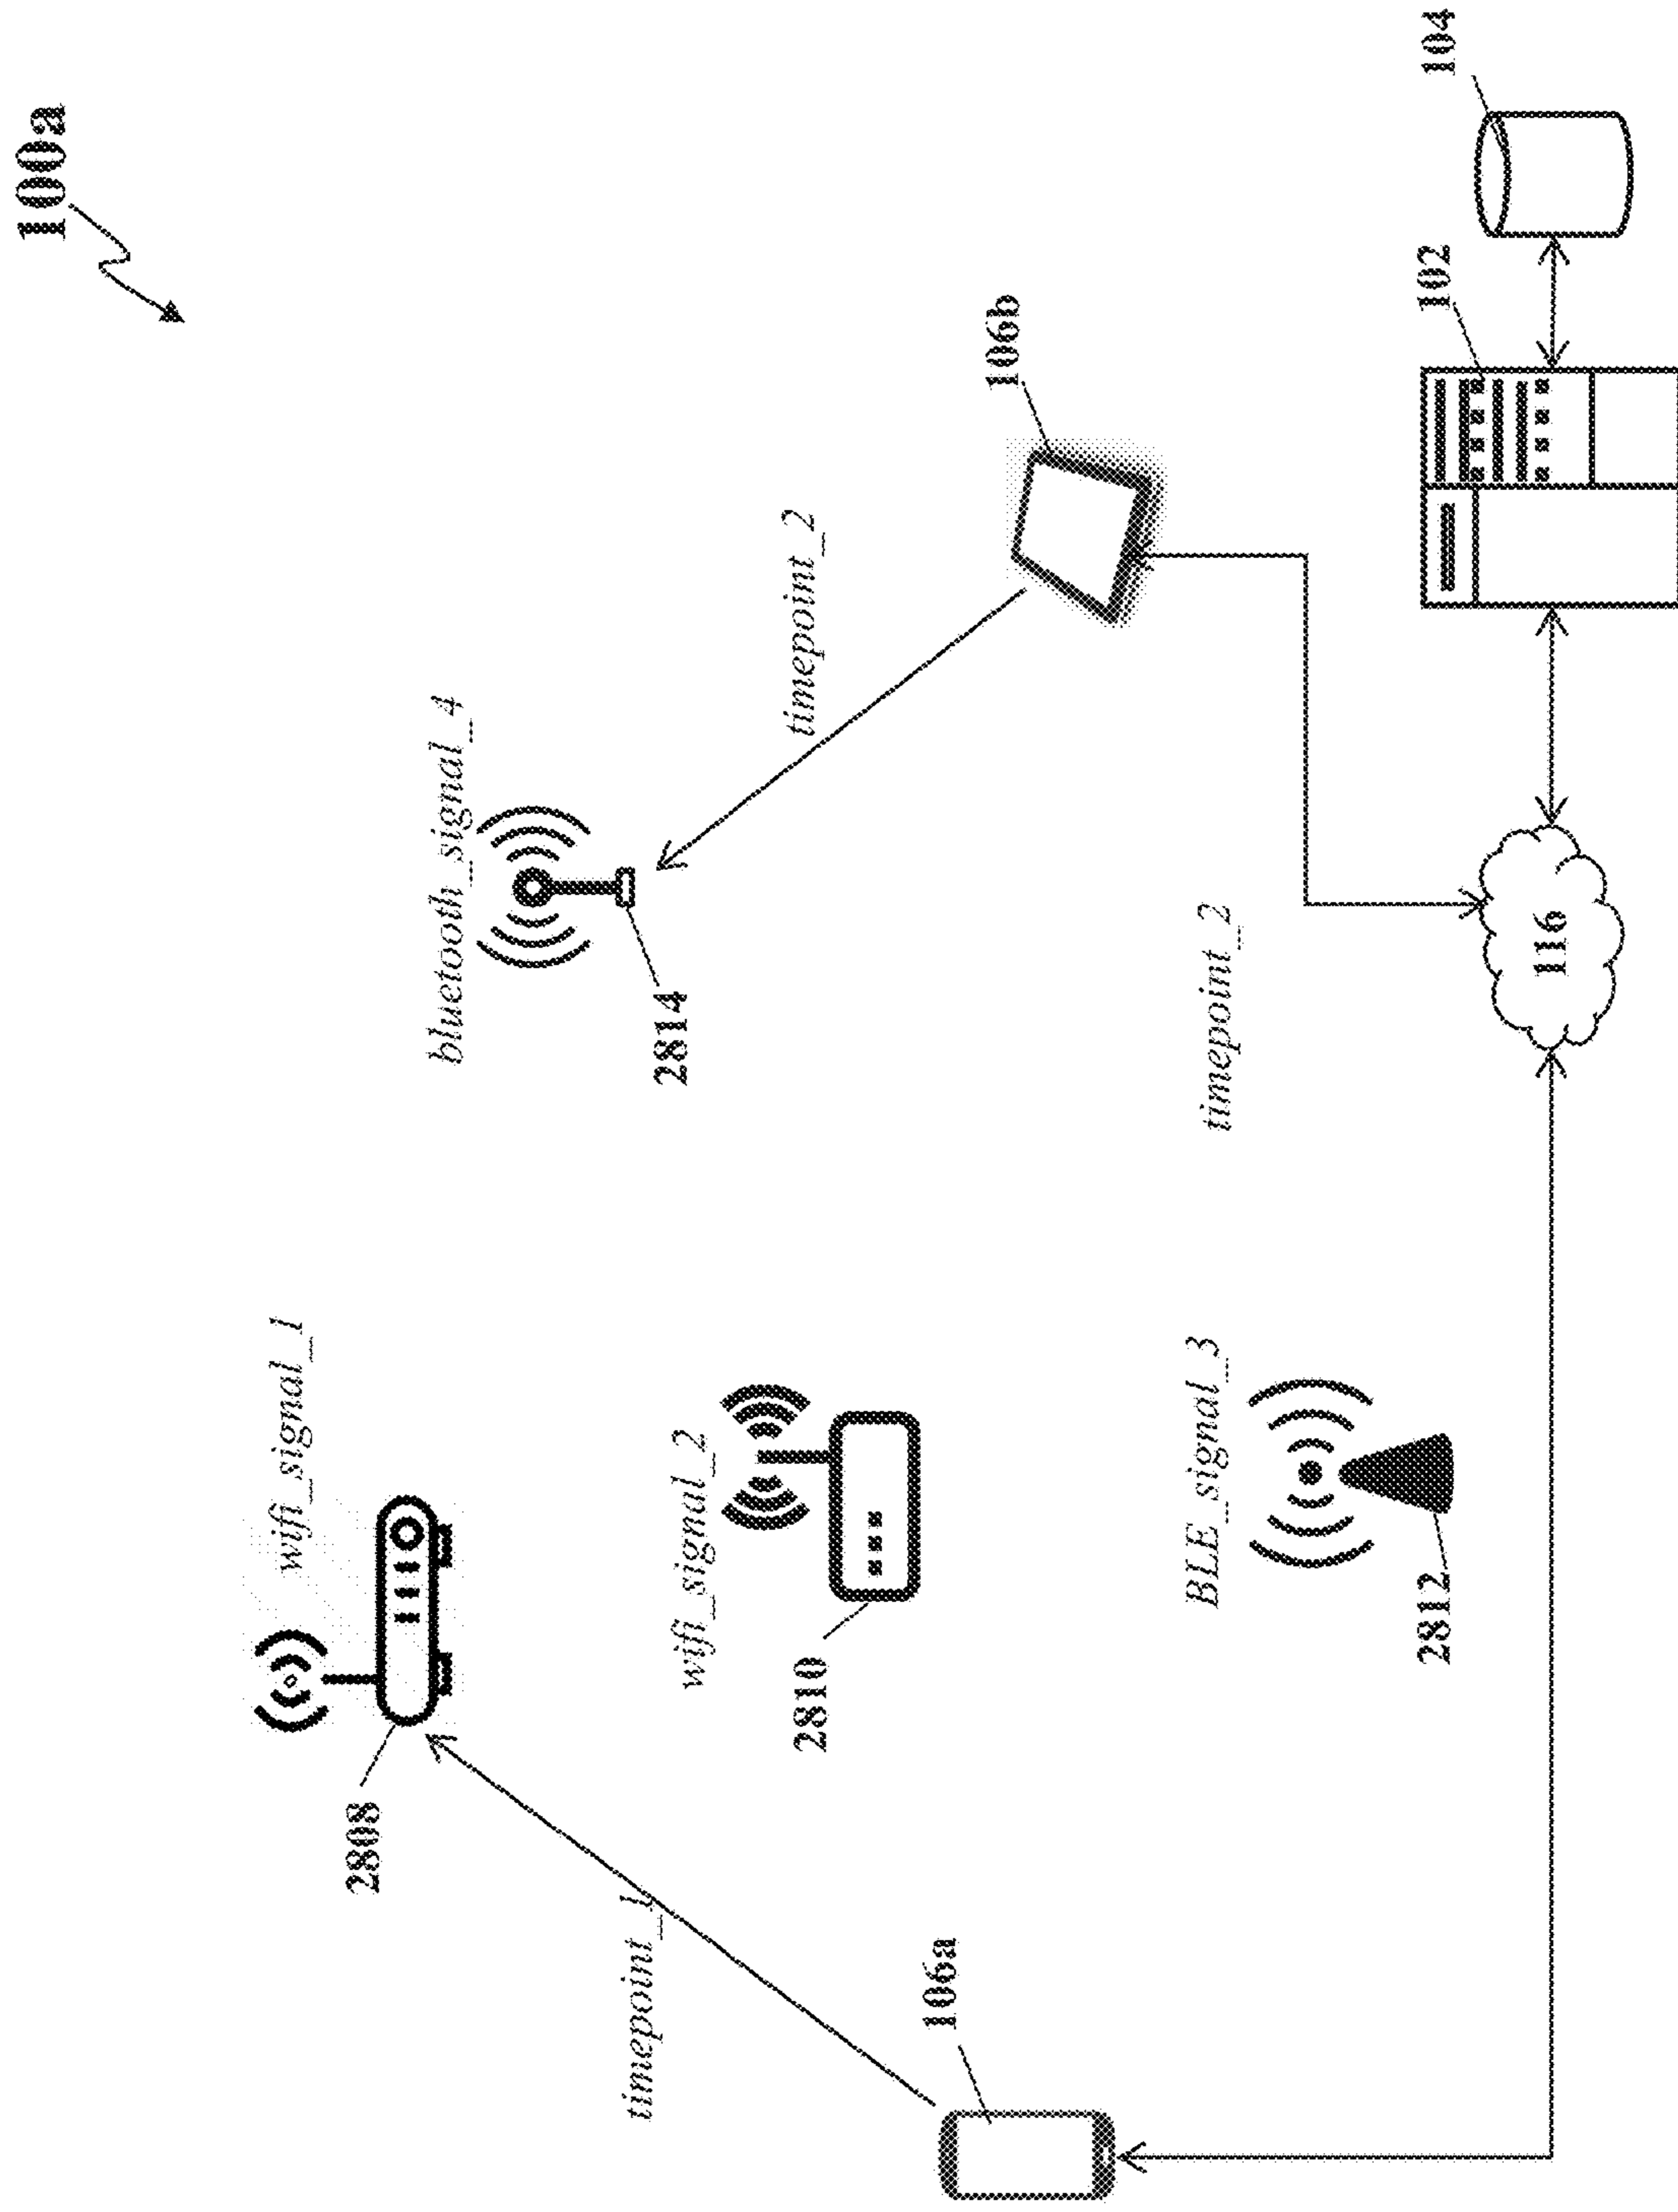 100a
wifi_signal_1
2808
bluetooth_signal_4
timepoint_1
wifi_signal_2
2814
timepoint_2
2810
106a
106b
BLE_signal_3
timepoint_2
2812
116
102
104